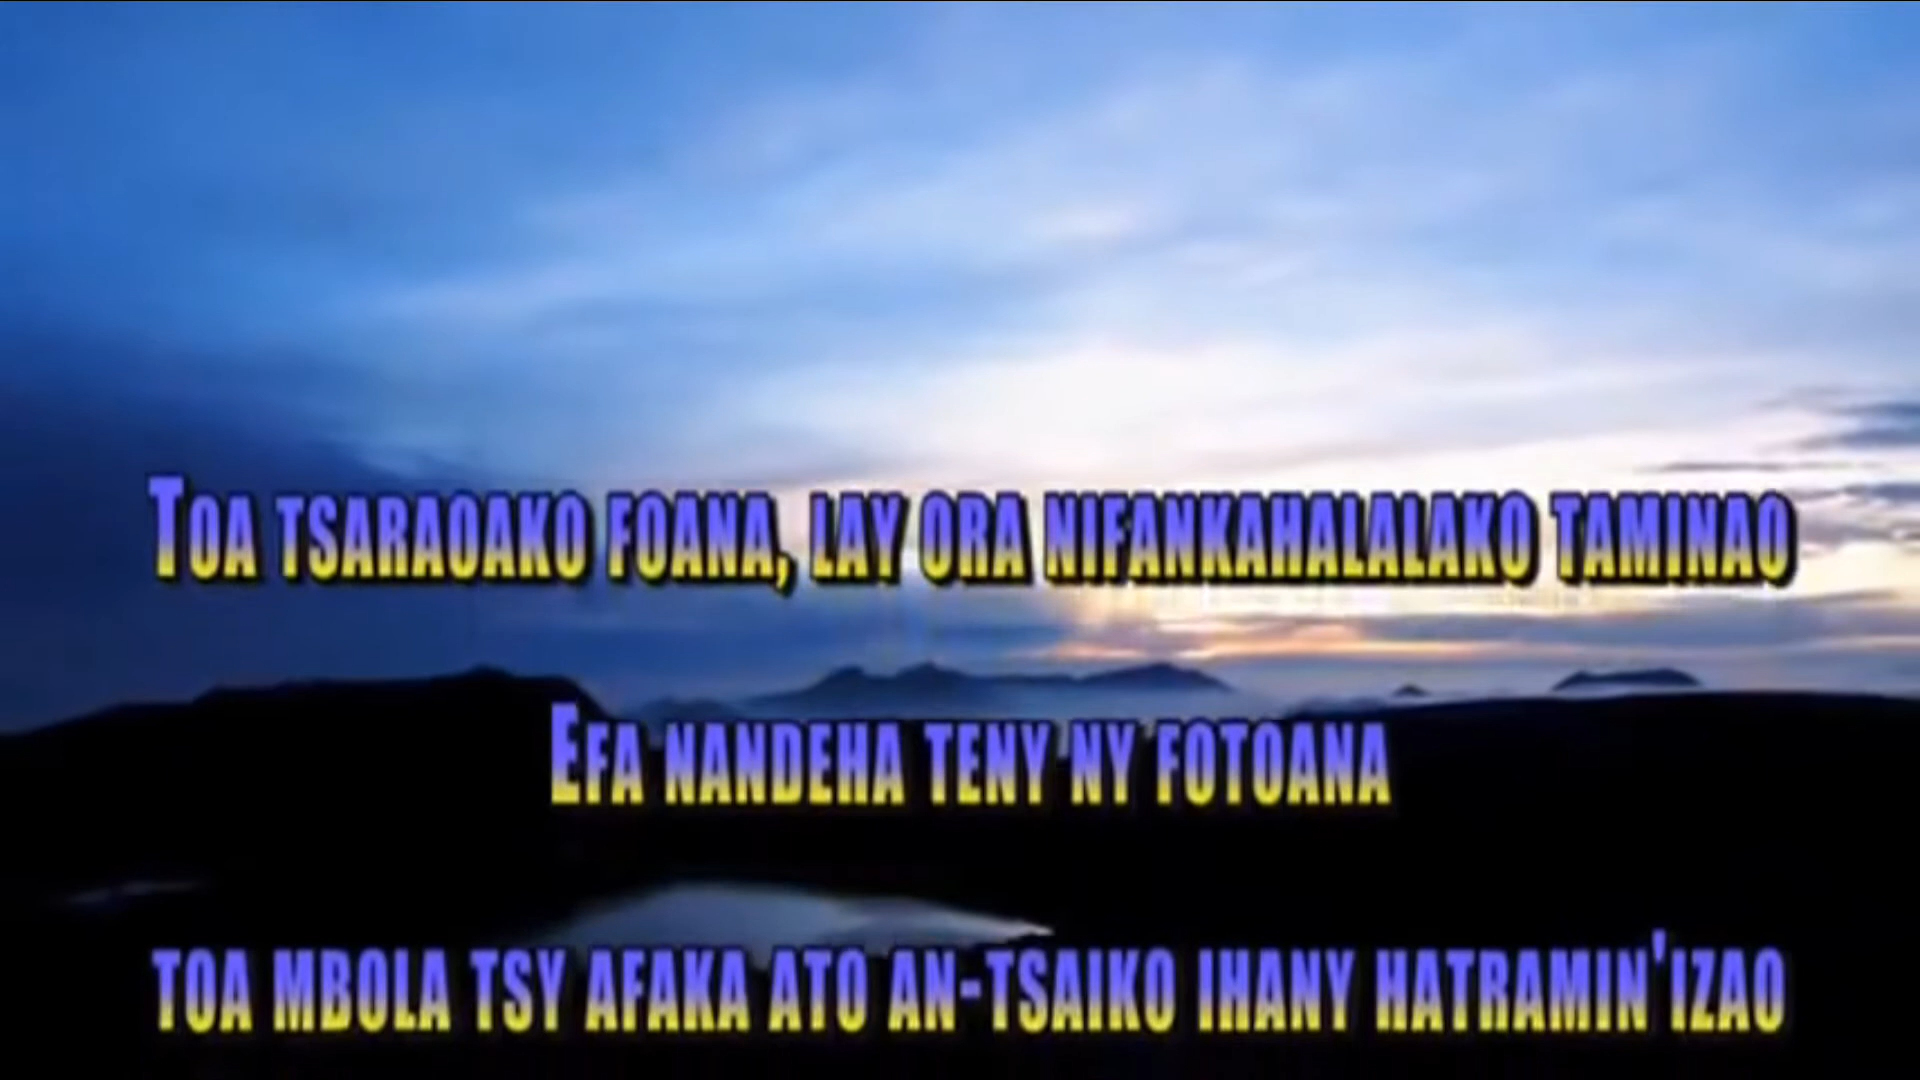 Toa tsaraoako foana, lay ora nifankahalalako taminao
Efa nandeha teny ny fotoana
toa mbola tsy afaka ato an-tsaiko ihany hatramin'izao